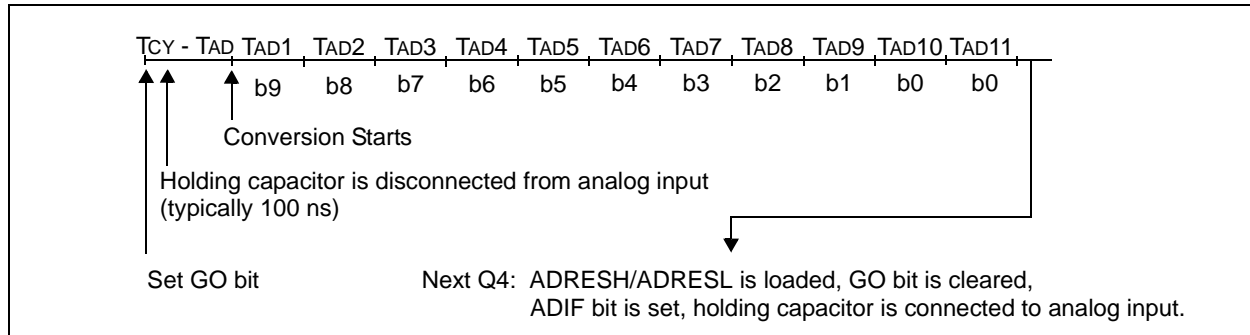 TCY - TAD TAD1 TAD2 TAD3 TAD4 TAD5 TAD6 TAD7 TAD8 TAD9 TAD10 TAD11
b9 b8 b7 b6 b5 b4 b3 b2 b1 b0 b0
Conversion Starts
Holding capacitor is disconnected from analog input
(typically 100 ns)
Set GO bit
Next Q4: ADRESH/ADRESL is loaded, GO bit is cleared,
ADIF bit is set, holding capacitor is connected to analog input.